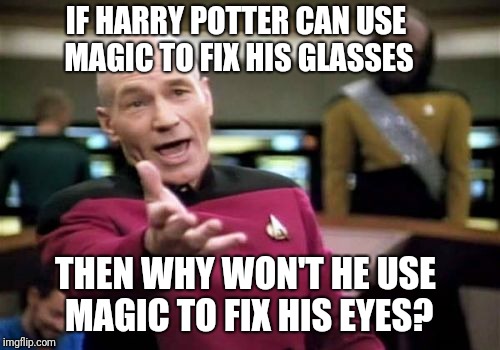 IF HARRY POTTER CAN USE
MAGIC TO FIX HIS GLASSES
THEN WHY WON'T HE USE
MAGIC TO FIX HIS EYES?
imgflip.com